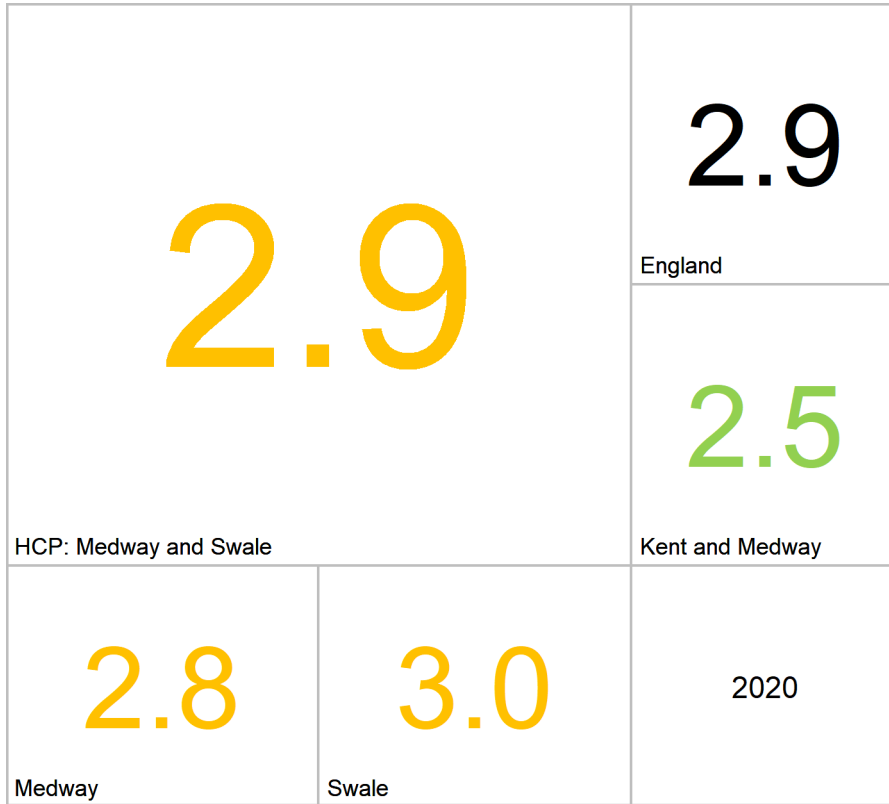 2.9
HCP: Medway and Swale
2.9
England
2.5
Kent and Medway
2.8
Medway
3.0
Swale
2020